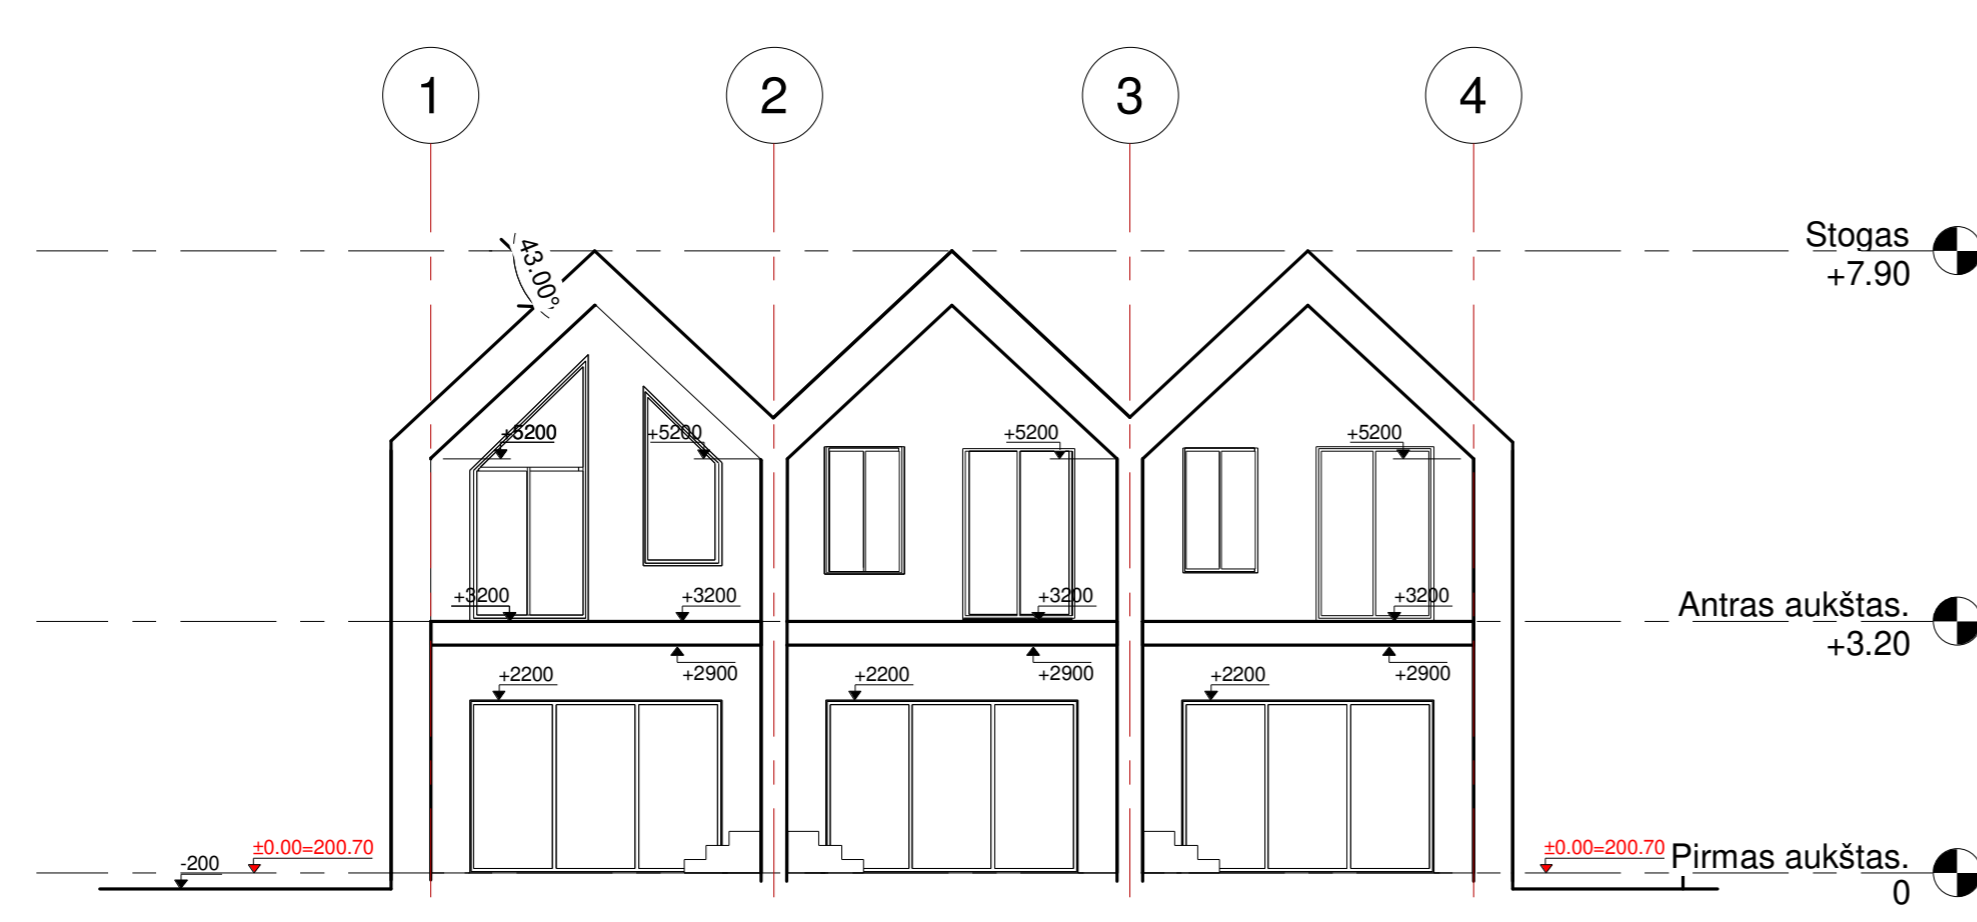 1 2 3 4
Stogas
+7.90
43.00°
+5200 +5200 +5200 +5200
+3200 +3200 +3200 +3200
Antras aukštas.
+3.20
+2200 +2900 +2200 +2900 +2200 +2900
-200 ±0.00=200.70 ±0.00=200.70 Pirmas aukštas.
0